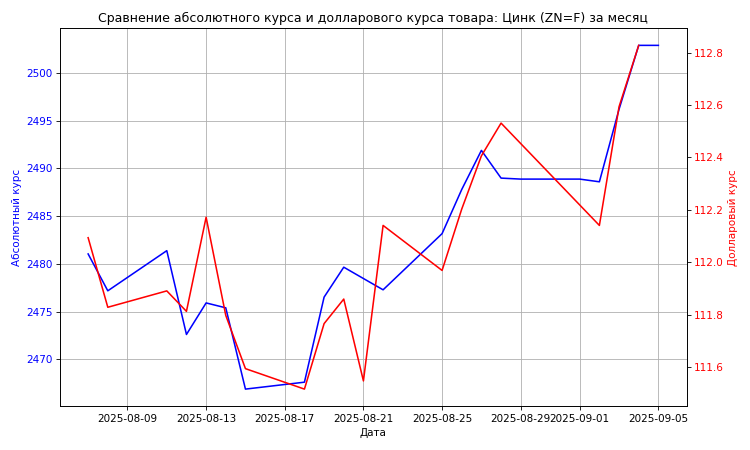 Сравнение абсолютного курса и долларового курса товара: Цинк (ZN=F) за месяц
Абсолютный курс
2500
2495
2490
2485
2480
2475
2470
112.8
112.6
112.4
112.2
112.0
111.8
111.6
Долларовый курс
2025-08-09 2025-08-13 2025-08-17 2025-08-21 2025-08-25 2025-08-29 2025-09-01 2025-09-05
Дата